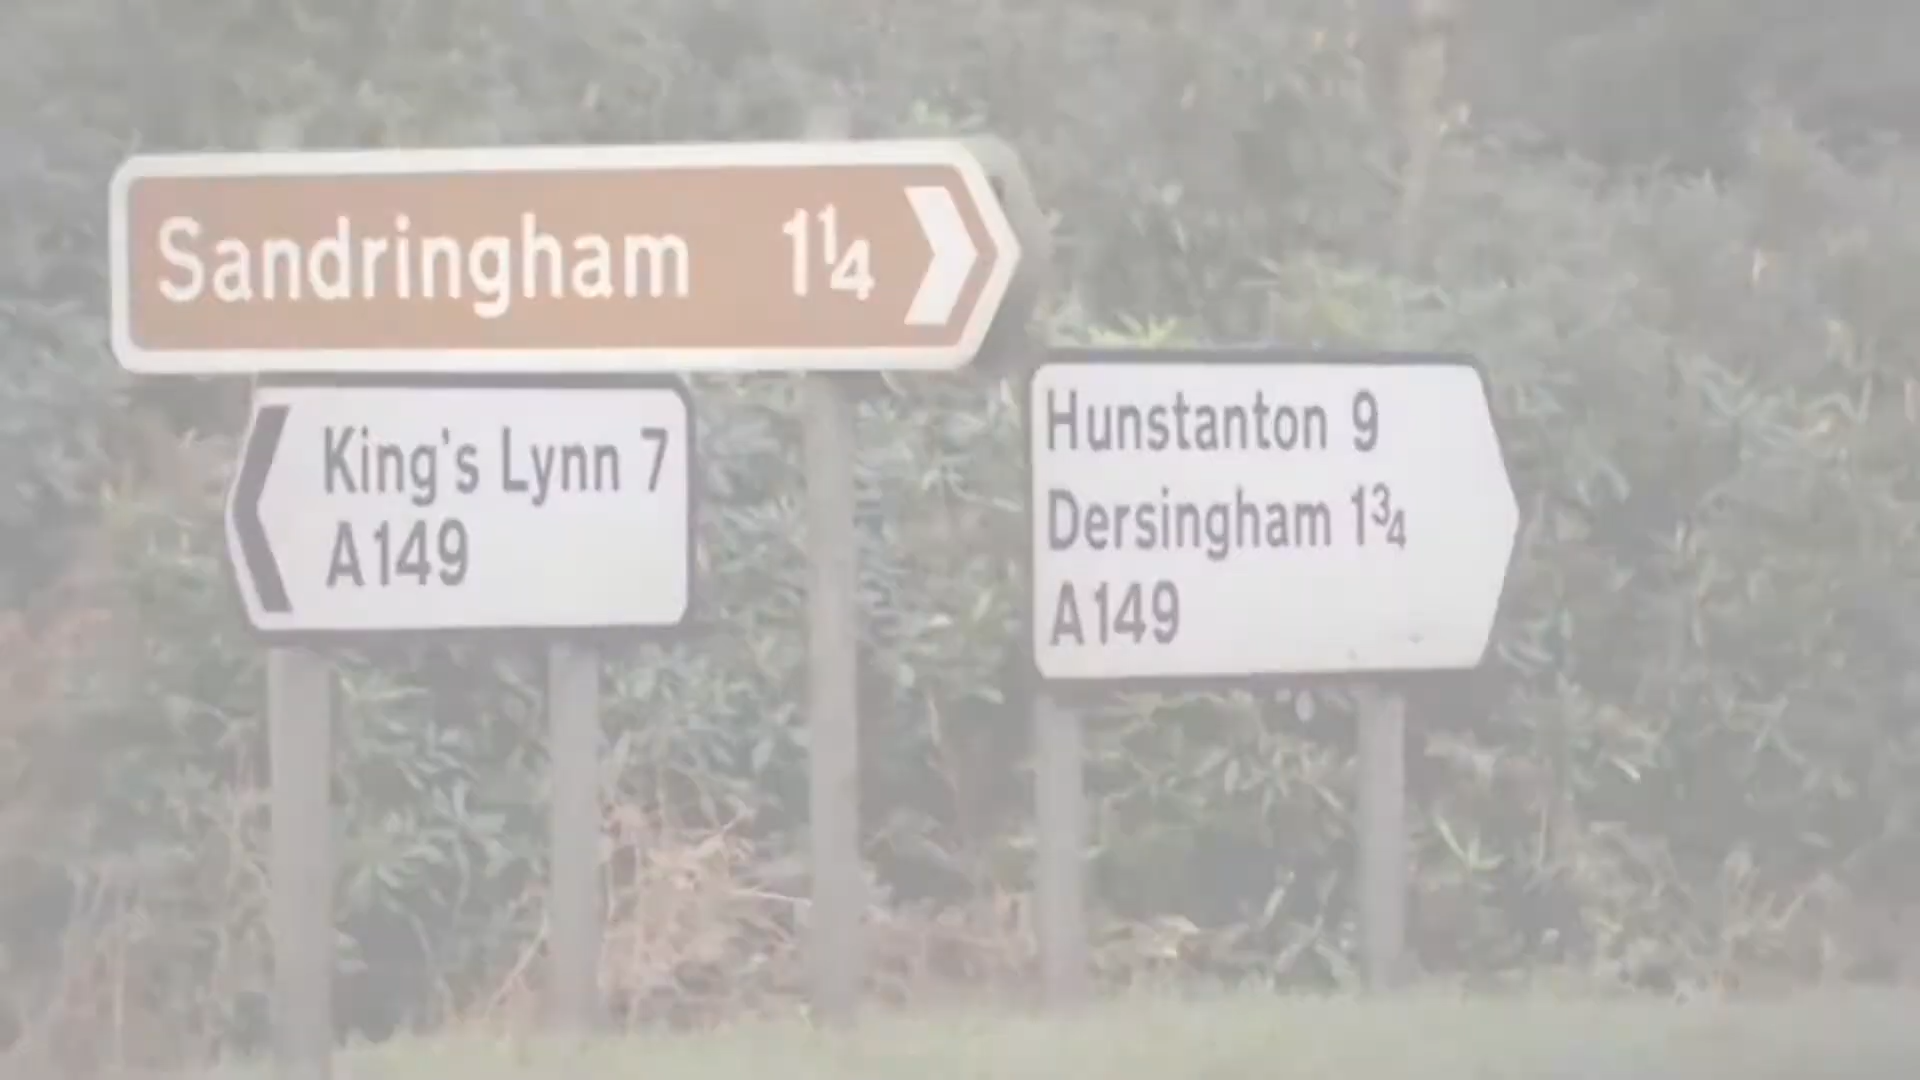 Sandringham 1¼
King's Lynn 7
A149
Hunstanton 9
Dersingham 1¾
A149